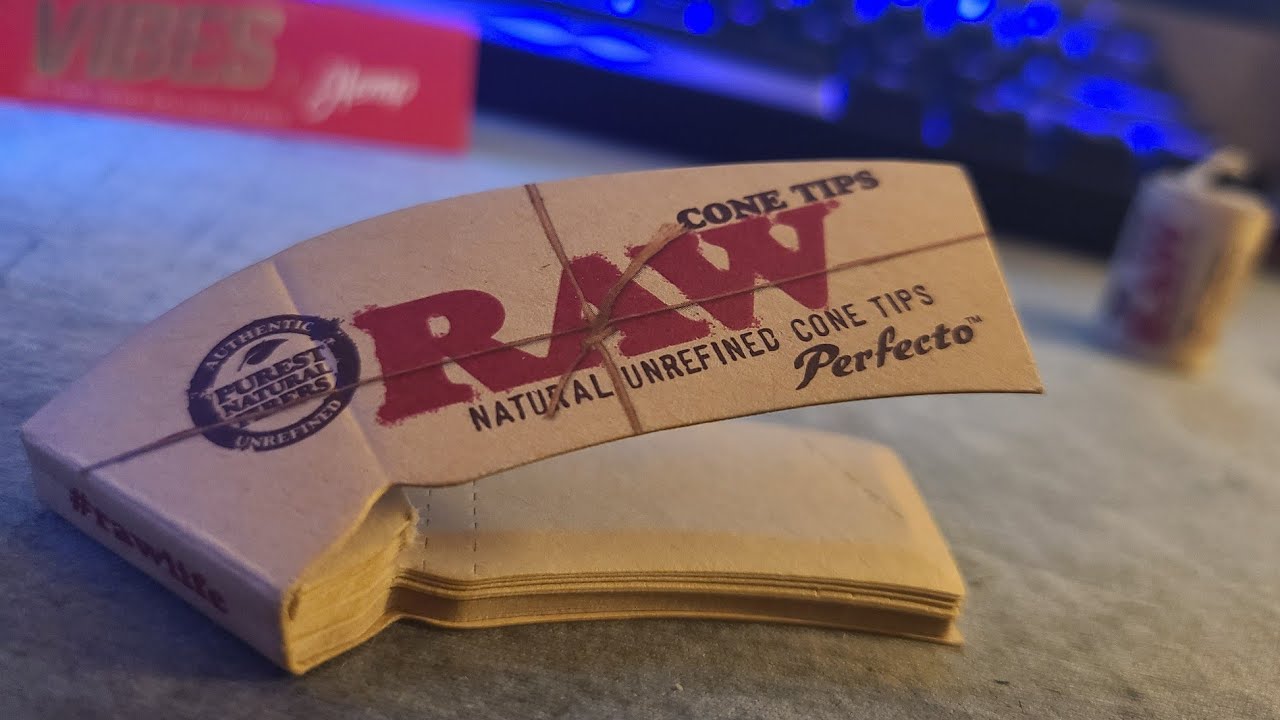 VIBES
CONE TIPS
RAW
NATURAL UNREFINED CONE TIPS
Perfecto™
AUTHENTIC
PUREST
NATURAL
FIBERS
UNREFINED
#rawlife